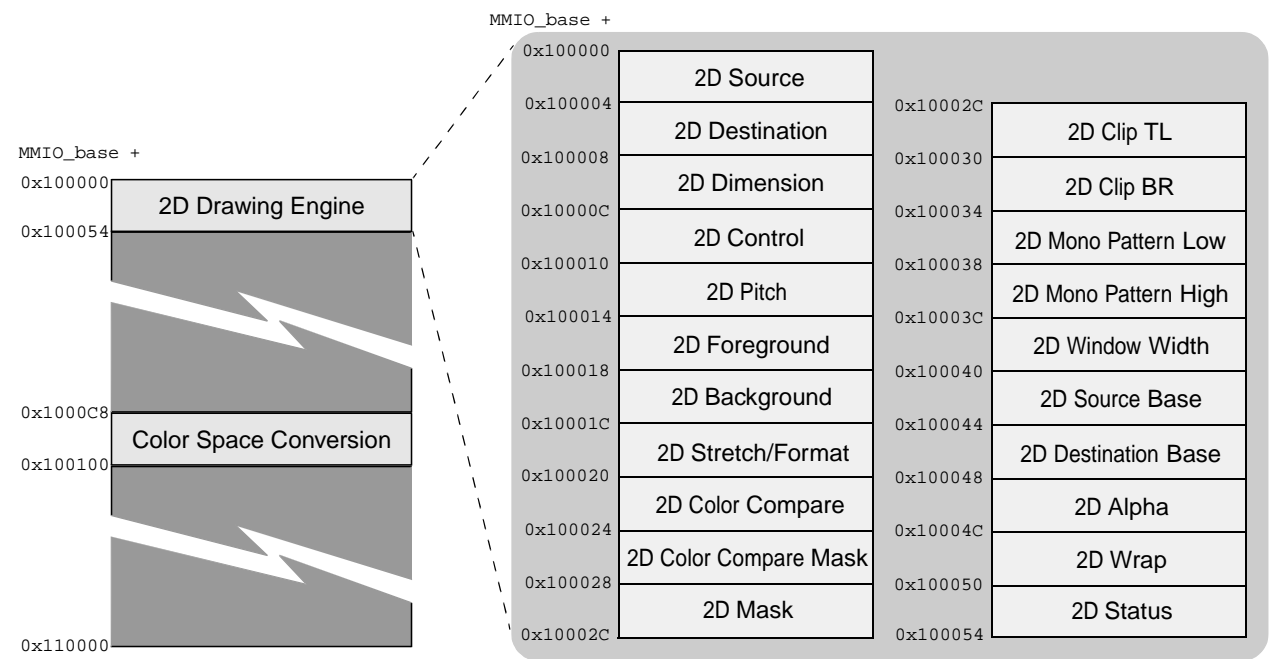 MMIO_base +
0x100000
2D Drawing Engine
0x100054
0x1000C8
Color Space Conversion
0x100100
0x110000
MMIO_base +
0x100000
2D Source
0x100004
2D Destination
0x100008
2D Dimension
0x10000C
2D Control
0x100010
2D Pitch
0x100014
2D Foreground
0x100018
2D Background
0x10001C
2D Stretch/Format
0x100020
2D Color Compare
0x100024
2D Color Compare Mask
0x100028
2D Mask
0x10002C
0x10002C
2D Clip TL
0x100030
2D Clip BR
0x100034
2D Mono Pattern Low
0x100038
2D Mono Pattern High
0x10003C
2D Window Width
0x100040
2D Source Base
0x100044
2D Destination Base
0x100048
2D Alpha
0x10004C
2D Wrap
0x100050
2D Status
0x100054